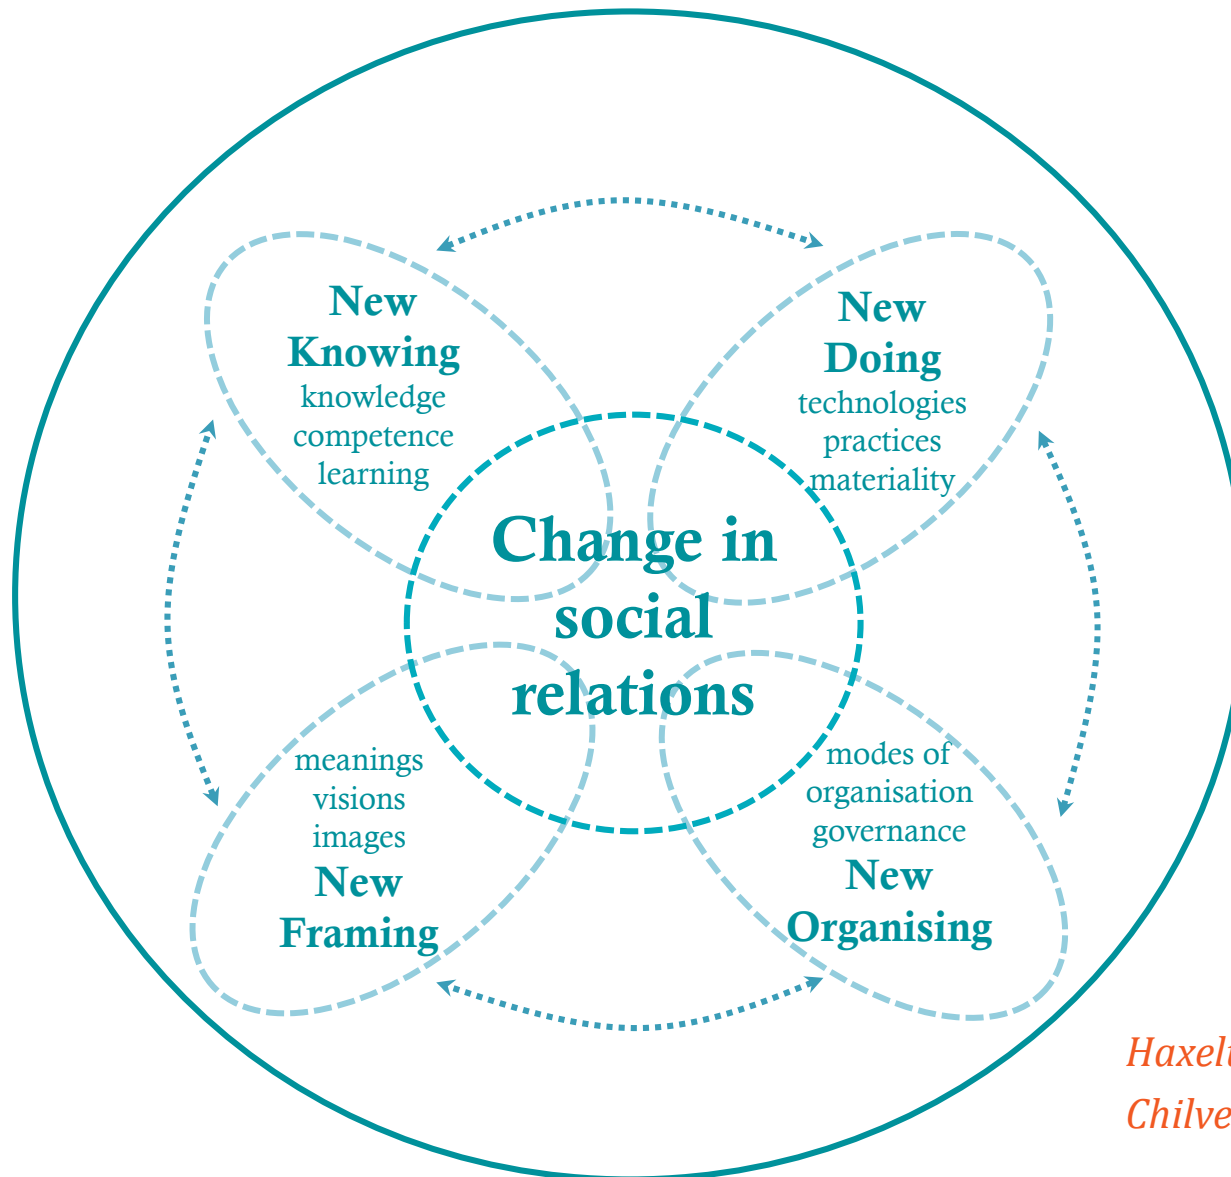 New
Knowing
knowledge
competence
learning
New
Doing
technologies
practices
materiality
Change in
social
relations
meanings
visions
images
New
Framing
modes of
organisation
governance
New
Organising